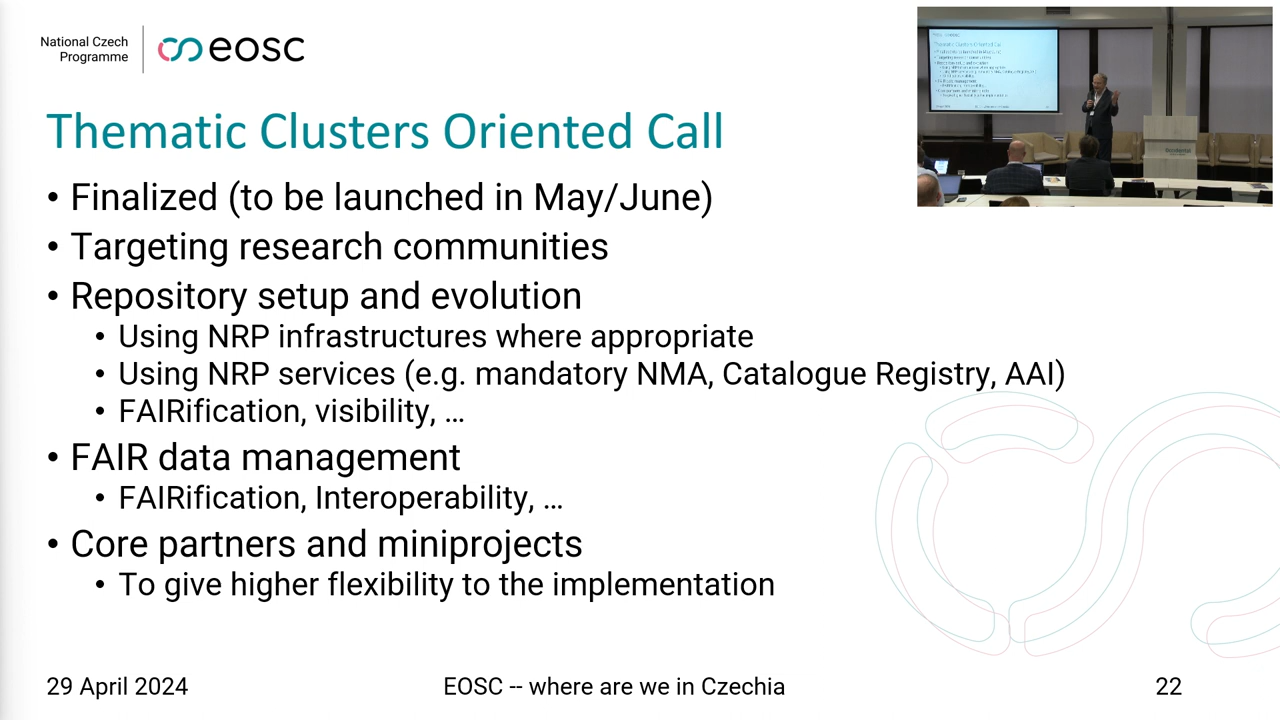 National Czech
Programme
eosc
Thematic Clusters Oriented Call
• Finalized (to be launched in May/June)
• Targeting research communities
• Repository setup and evolution
• Using NRP infrastructures where appropriate
• Using NRP services (e.g. mandatory NMA, Catalogue Registry, AAI)
• FAIRification, visibility, …
• FAIR data management
• FAIRification, Interoperability, …
• Core partners and miniprojects
• To give higher flexibility to the implementation
29 April 2024
EOSC -- where are we in Czechia
22